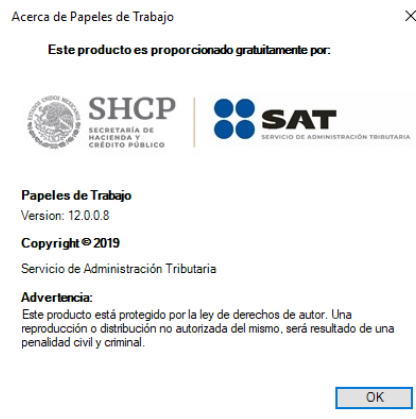 Acerca de Papeles de Trabajo
Este producto es proporcionado gratuitamente por:
SHCP
SECRETARÍA DE
HACIENDA Y
CRÉDITO PÚBLICO
SAT
SERVICIO DE ADMINISTRACIÓN TRIBUTARIA
Papeles de Trabajo
Version: 12.0.0.8
Copyright © 2019
Servicio de Administración Tributaria
Advertencia:
Este producto está protegido por la ley de derechos de autor. Una
reproducción o distribución no autorizada del mismo, será resultado de una
penalidad civil y criminal.
OK